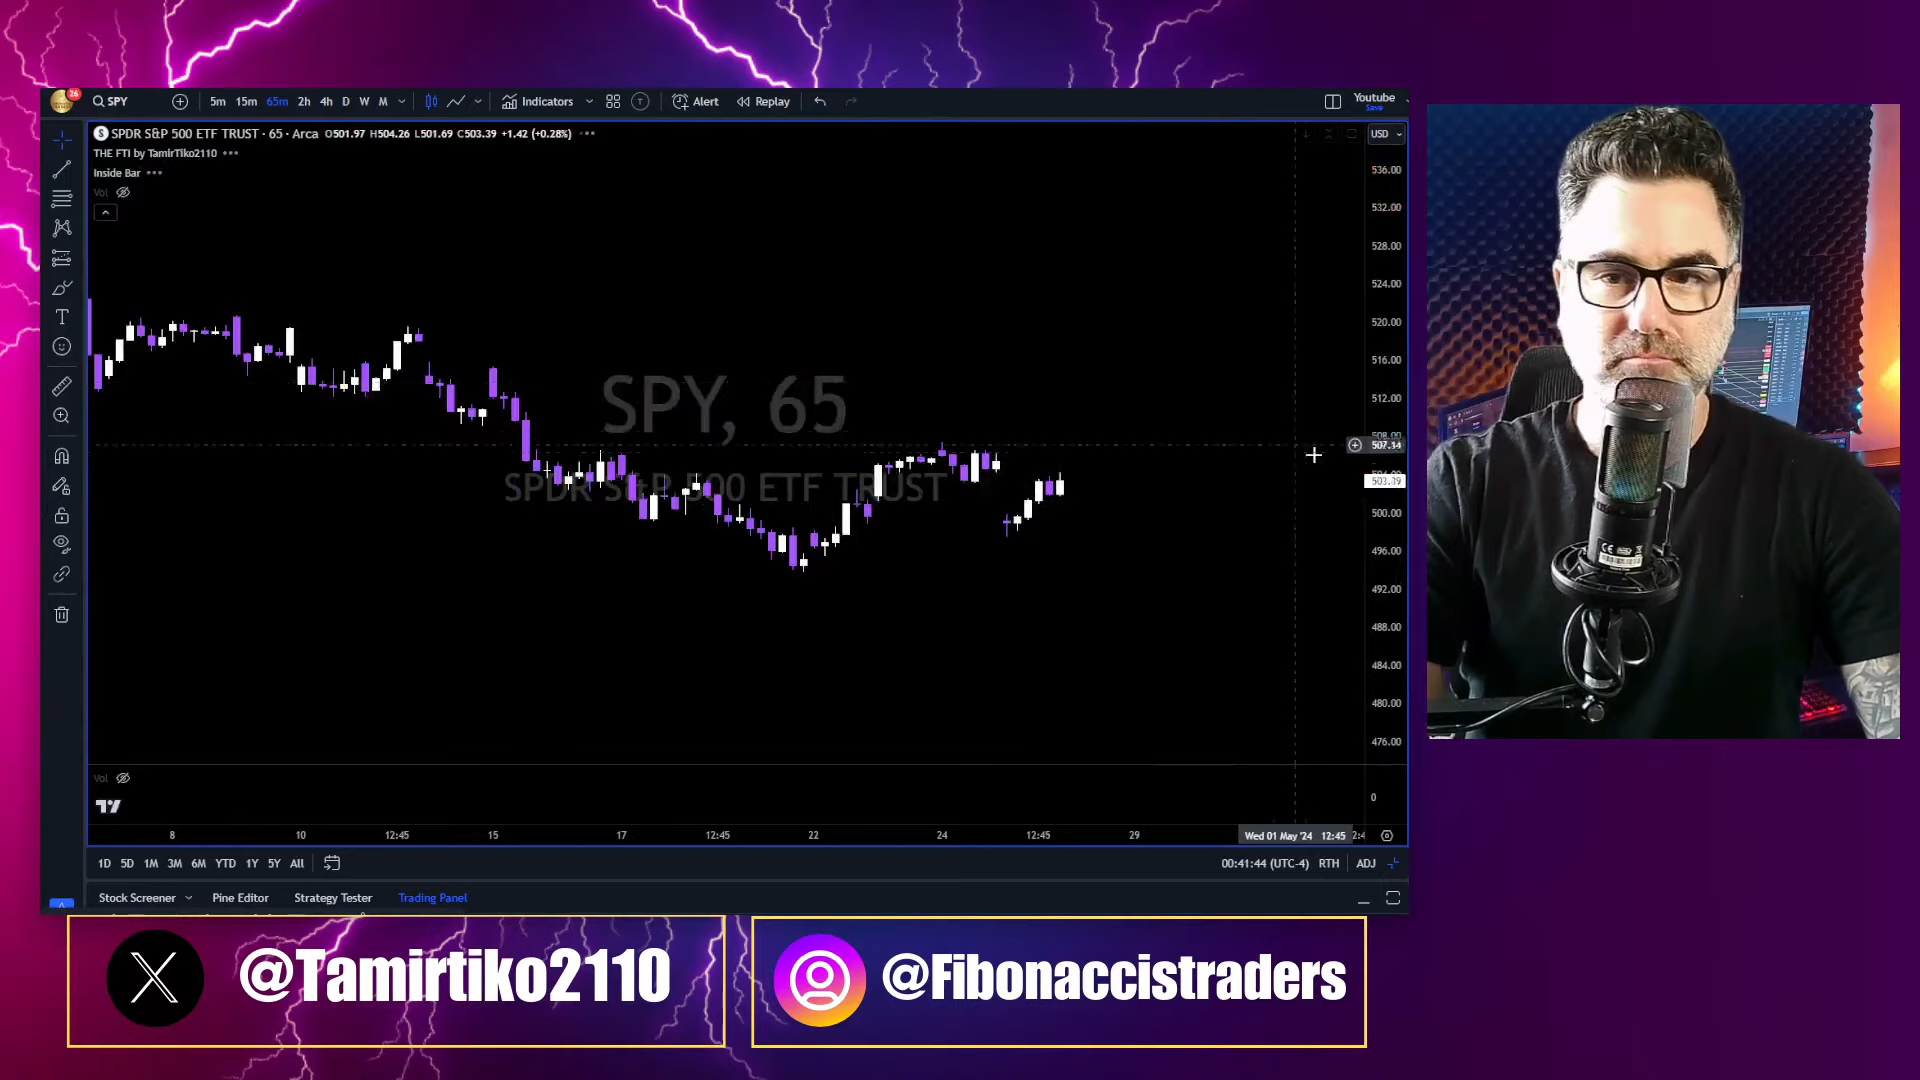 26
SPY
5m 15m 65m 2h 4h D W M
Indicators
T
Alert
Replay
Youtube
Save
S SPDR S&P 500 ETF TRUST · 65 · Arca O501.97 H504.26 L501.69 C503.39 +1.42 (+0.28%)
USD
THE FTI by TamirTiko2110
Inside Bar
Vol
536.00
532.00
528.00
524.00
520.00
516.00
512.00
507.14
503.39
500.00
496.00
492.00
488.00
484.00
480.00
476.00
0
SPY, 65
SPDR S&P 500 ETF TRUST
Vol
8 10 12:45 15 17 12:45 22 24 12:45 29
Wed 01 May '24 12:45
1D 5D 1M 3M 6M YTD 1Y 5Y All
00:41:44 (UTC-4) RTH ADJ
Stock Screener Pine Editor Strategy Tester Trading Panel
@Tamirtiko2110
@Fibonaccistraders
CE